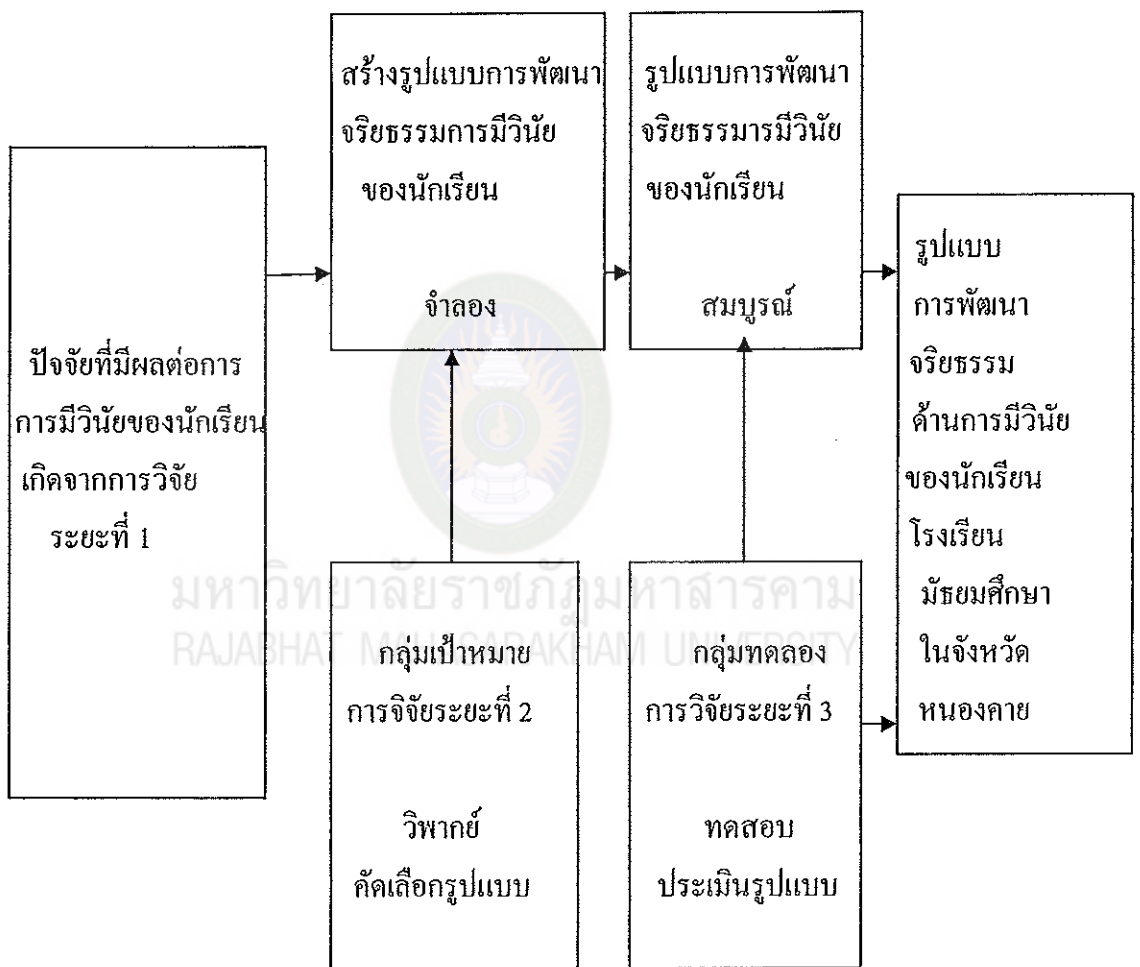 ปัจจัยที่มีผลต่อการ
การมีวินัยของนักเรียน
เกิดจากการวิจัย
ระยะที่ 1
สร้างรูปแบบการพัฒนา
จริยธรรมการมีวินัย
ของนักเรียน
จำลอง
กลุ่มเป้าหมาย
การจิจัยระยะที่ 2
วิพากย์
คัดเลือกรูปแบบ
รูปแบบการพัฒนา
จริยธรรมารมีวินัย
ของนักเรียน
สมบูรณ์
กลุ่มทดลอง
การวิจัยระยะที่ 3
ทดสอบ
ประเมินรูปแบบ
รูปแบบ
การพัฒนา
จริยธรรม
ด้านการมีวินัย
ของนักเรียน
โรงเรียน
มัธยมศึกษา
ในจังหวัด
หนองคาย
มหาวิทยาลัยราชภัฏมหาสารคาม
RAJABHAT MAHASARAKHAM UNIVERSITY